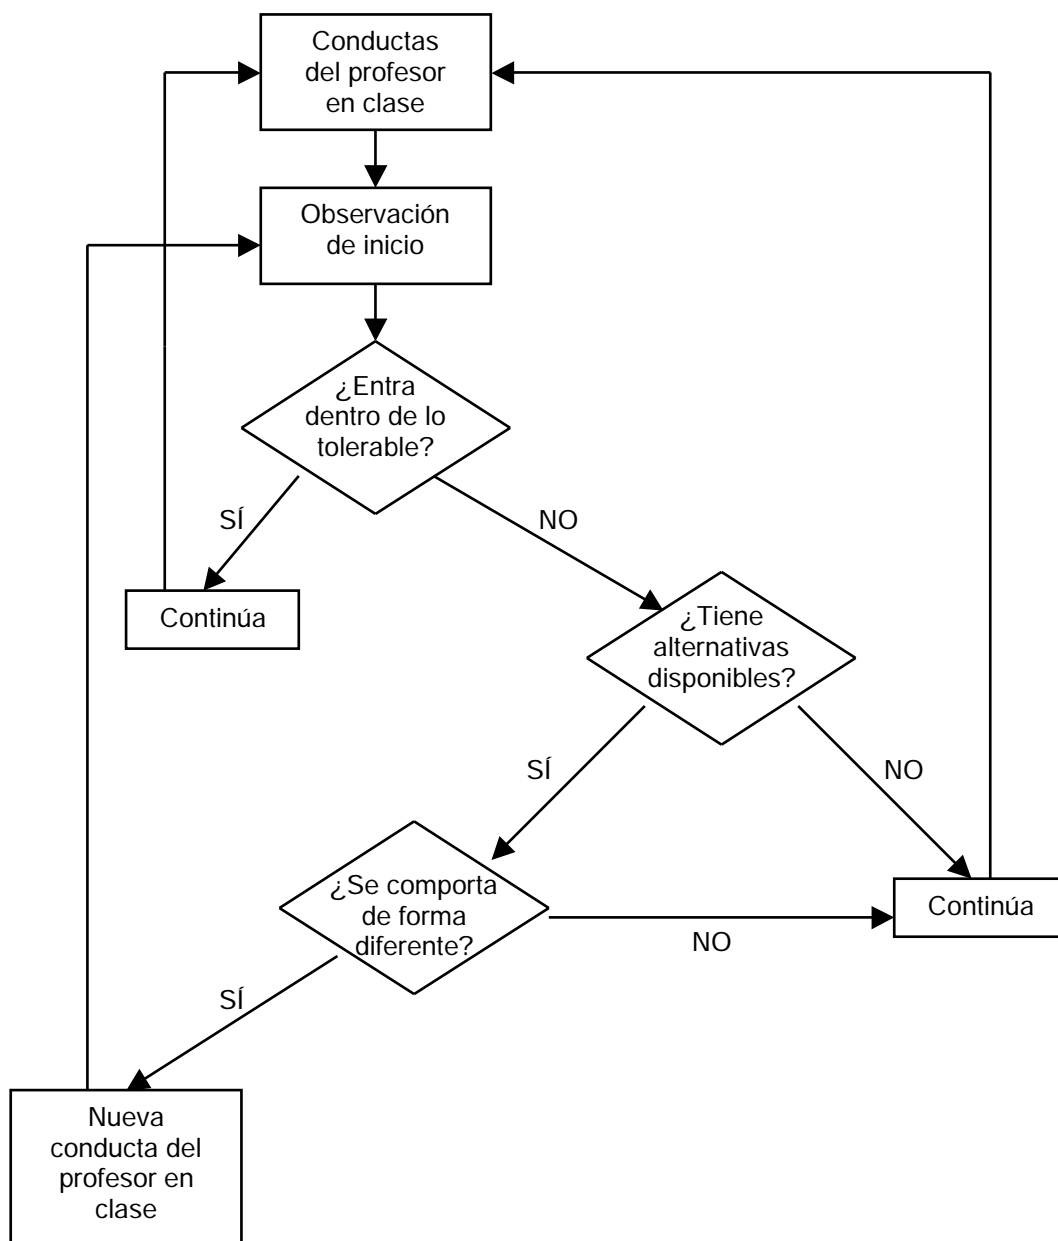 Conductas
del profesor
en clase
Observación
de inicio
¿Entra
dentro de lo
tolerable?
SÍ
NO
Continúa
¿Tiene
alternativas
disponibles?
SÍ
NO
¿Se comporta
de forma
diferente?
Continúa
NO
SÍ
Nueva
conducta del
profesor en
clase